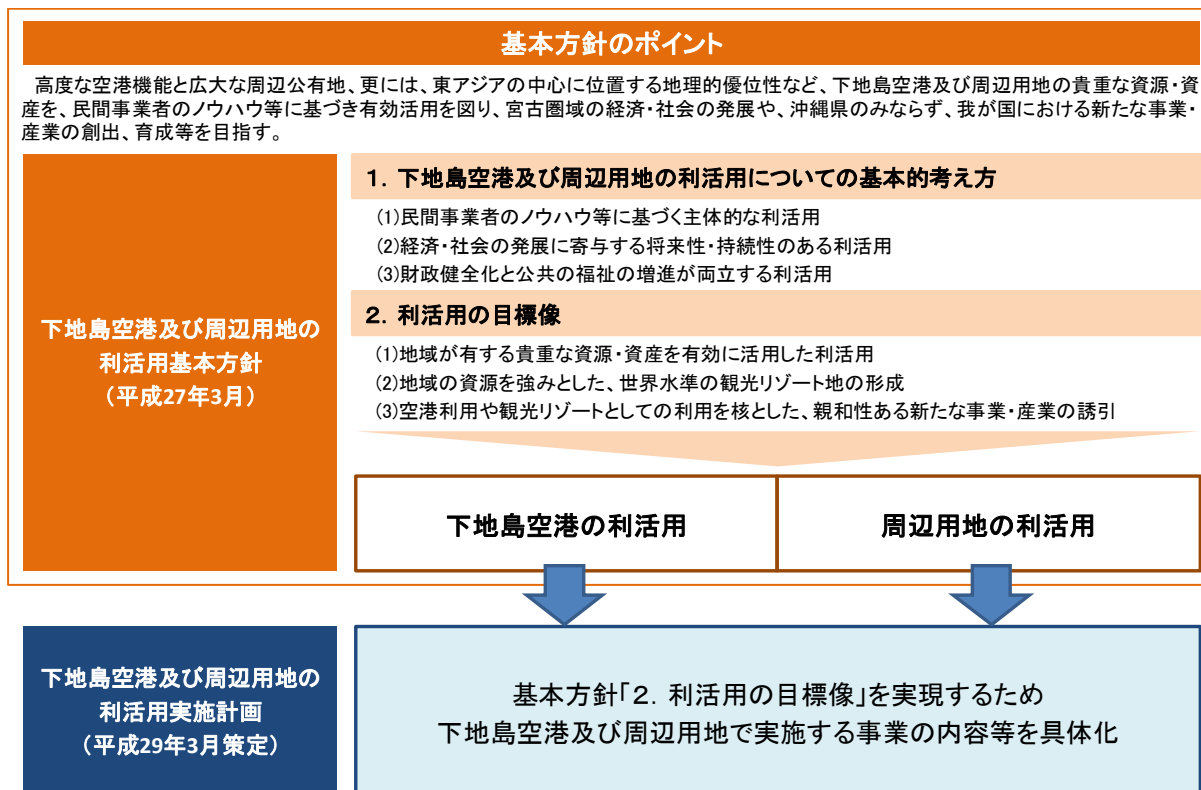 基本方針のポイント
高度な空港機能と広大な周辺公有地、更には、東アジアの中心に位置する地理的優位性など、下地島空港及び周辺用地の貴重な資源・資
産を、民間事業者のノウハウ等に基づき有効活用を図り、宮古圏域の経済・社会の発展や、沖縄県のみならず、我が国における新たな事業・
産業の創出、育成等を目指す。
下地島空港及び周辺用地の
利活用基本方針
（平成27年3月）
１．下地島空港及び周辺用地の利活用についての基本的考え方
(1)民間事業者のノウハウ等に基づく主体的な利活用
(2)経済・社会の発展に寄与する将来性・持続性のある利活用
(3)財政健全化と公共の福祉の増進が両立する利活用
２．利活用の目標像
(1)地域が有する貴重な資源・資産を有効に活用した利活用
(2)地域の資源を強みとした、世界水準の観光リゾート地の形成
(3)空港利用や観光リゾートとしての利用を核とした、親和性ある新たな事業・産業の誘引
下地島空港の利活用
周辺用地の利活用
下地島空港及び周辺用地の
利活用実施計画
（平成29年3月策定）
基本方針「２．利活用の目標像」を実現するため
下地島空港及び周辺用地で実施する事業の内容等を具体化